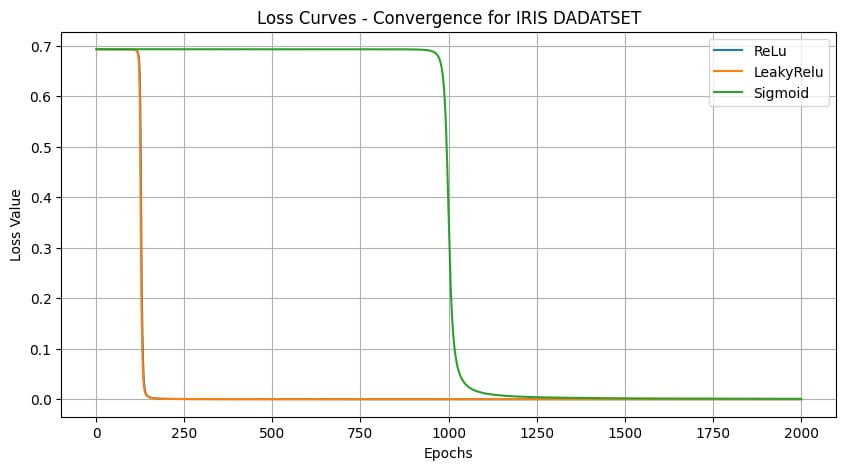 Loss Curves - Convergence for IRIS DADATSET
0.7
0.6
0.5
0.4
0.3
0.2
0.1
0.0
Loss Value
ReLu
LeakyRelu
Sigmoid
0 250 500 750 1000 1250 1500 1750 2000
Epochs